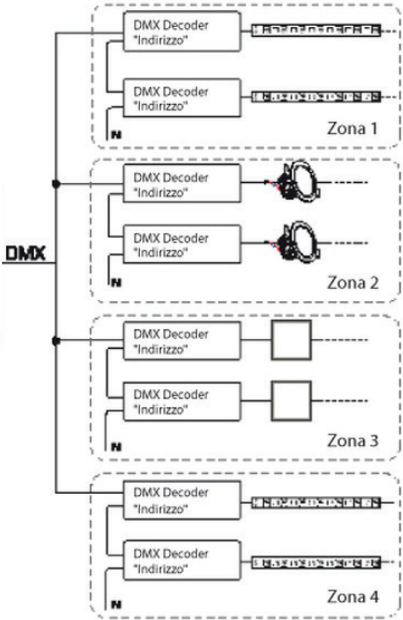 DMX Decoder
"Indirizzo"
DMX Decoder
"Indirizzo"
N
Zona 1
DMX Decoder
"Indirizzo"
DMX Decoder
"Indirizzo"
N
Zona 2
DMX
DMX Decoder
"Indirizzo"
DMX Decoder
"Indirizzo"
N
Zona 3
DMX Decoder
"Indirizzo"
DMX Decoder
"Indirizzo"
N
Zona 4